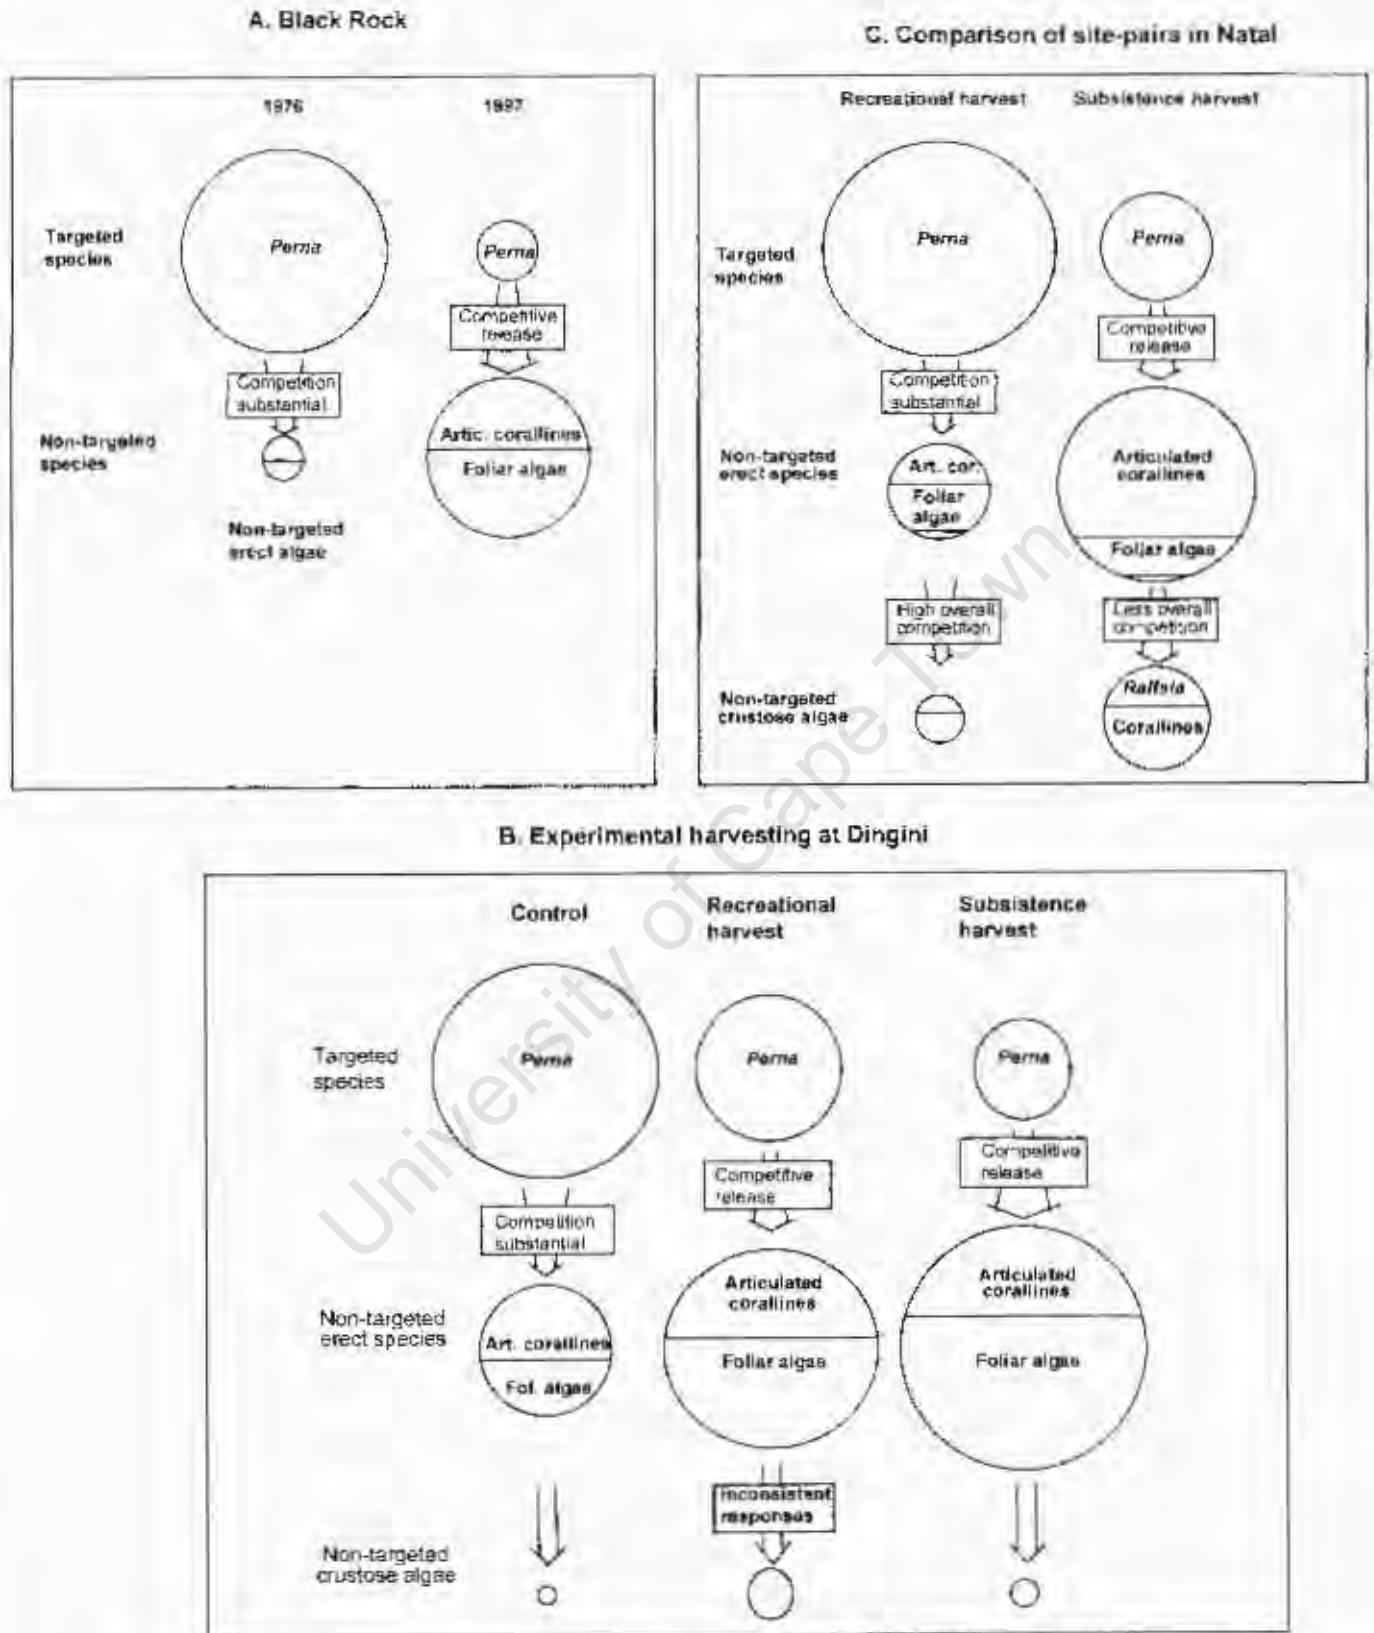 A. Black Rock
1976
1997
Targeted
species
Perna
Perna
Competitive
release
Competition
substantial
Non-targeted
species
Artic. corallines
Foliar algae
Non-targeted
erect algae
C. Comparison of site-pairs in Natal
Recreational harvest
Subsistence harvest
Targeted
species
Perna
Perna
Competitive
release
Competition
substantial
Non-targeted
erect species
Art. cor.
Foliar
algae
Articulated
corallines
Foliar algae
High overall
competition
Less overall
competition
Non-targeted
crustose algae
Ralfsia
Corallines
B. Experimental harvesting at Dingini
Control
Recreational
harvest
Subsistence
harvest
Targeted
species
Perna
Perna
Perna
Competition
substantial
Competitive
release
Competitive
release
Non-targeted
erect species
Art. corallines
Fol. algae
Articulated
corallines
Foliar algae
Articulated
corallines
Foliar algae
Inconsistent
responses
Non-targeted
crustose algae
University of Cape Town